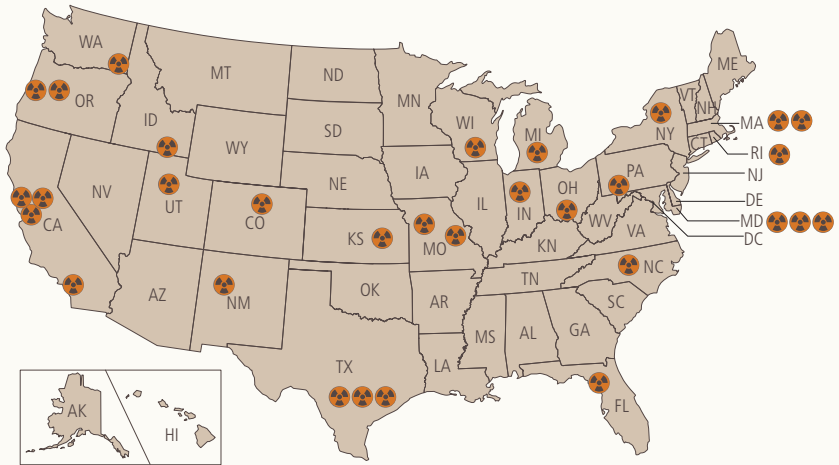 WA
MT
ND
MN
ME
OR
ID
WY
SD
WI
MI
VT
NH
NY
MA
CT
RI
NJ
NV
UT
CO
NE
IA
IL
IN
OH
PA
DE
MD
DC
CA
KS
MO
KN
WV
VA
AZ
NM
OK
AR
TN
NC
SC
TX
LA
MS
AL
GA
FL
AK
HI